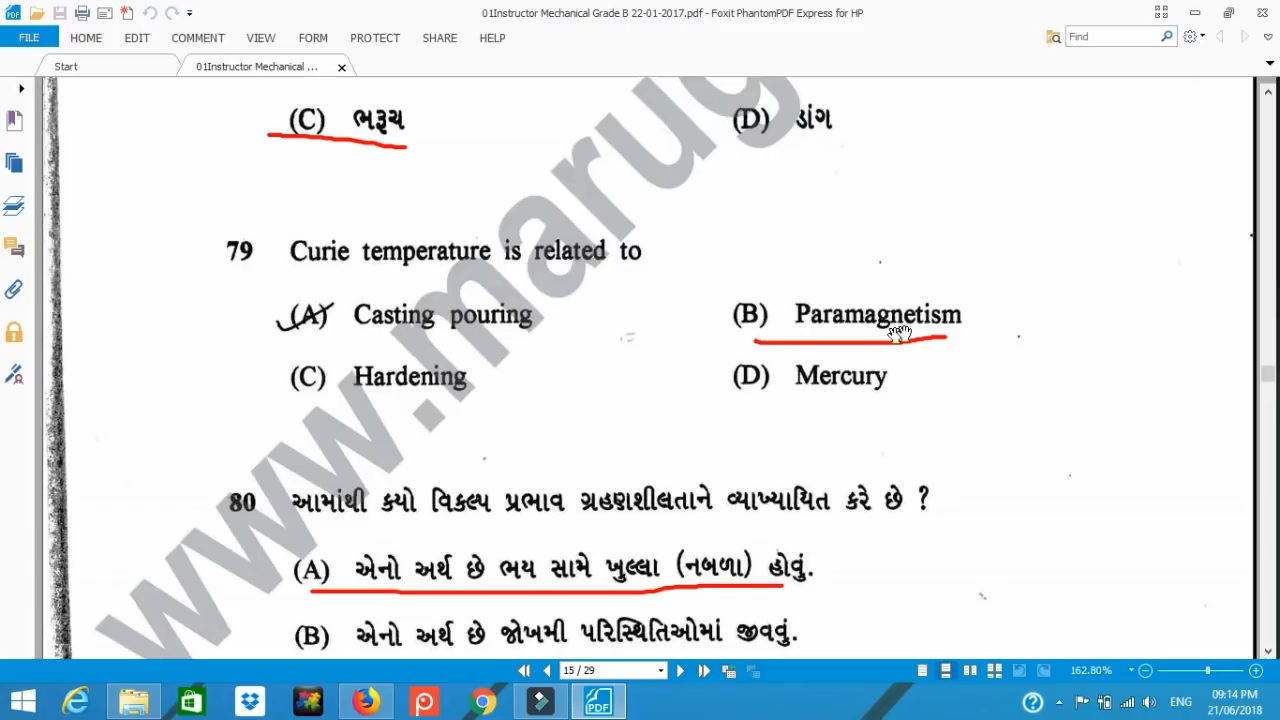 01Instructor Mechanical Grade B 22-01-2017.pdf - Foxit PhantomPDF Express for HP
FILE HOME EDIT COMMENT VIEW FORM PROTECT SHARE HELP Find
Start 01Instructor Mechanical ...
(C) ભરૂચ (D) ડાંગ
79 Curie temperature is related to
(A) Casting pouring (B) Paramagnetism
(C) Hardening (D) Mercury
80 આમાંથી કયો વિકલ્પ પ્રભાવ ગ્રહણશીલતાને વ્યાખ્યાયિત કરે છે ?
(A) એનો અર્થ છે ભય સામે ખુલ્લા (નબળા) હોવું.
(B) એનો અર્થ છે જોખમી પરિસ્થિતિઓમાં જીવવું.
www.marug
15 / 29 162.80%
ENG 09:14 PM
21/06/2018